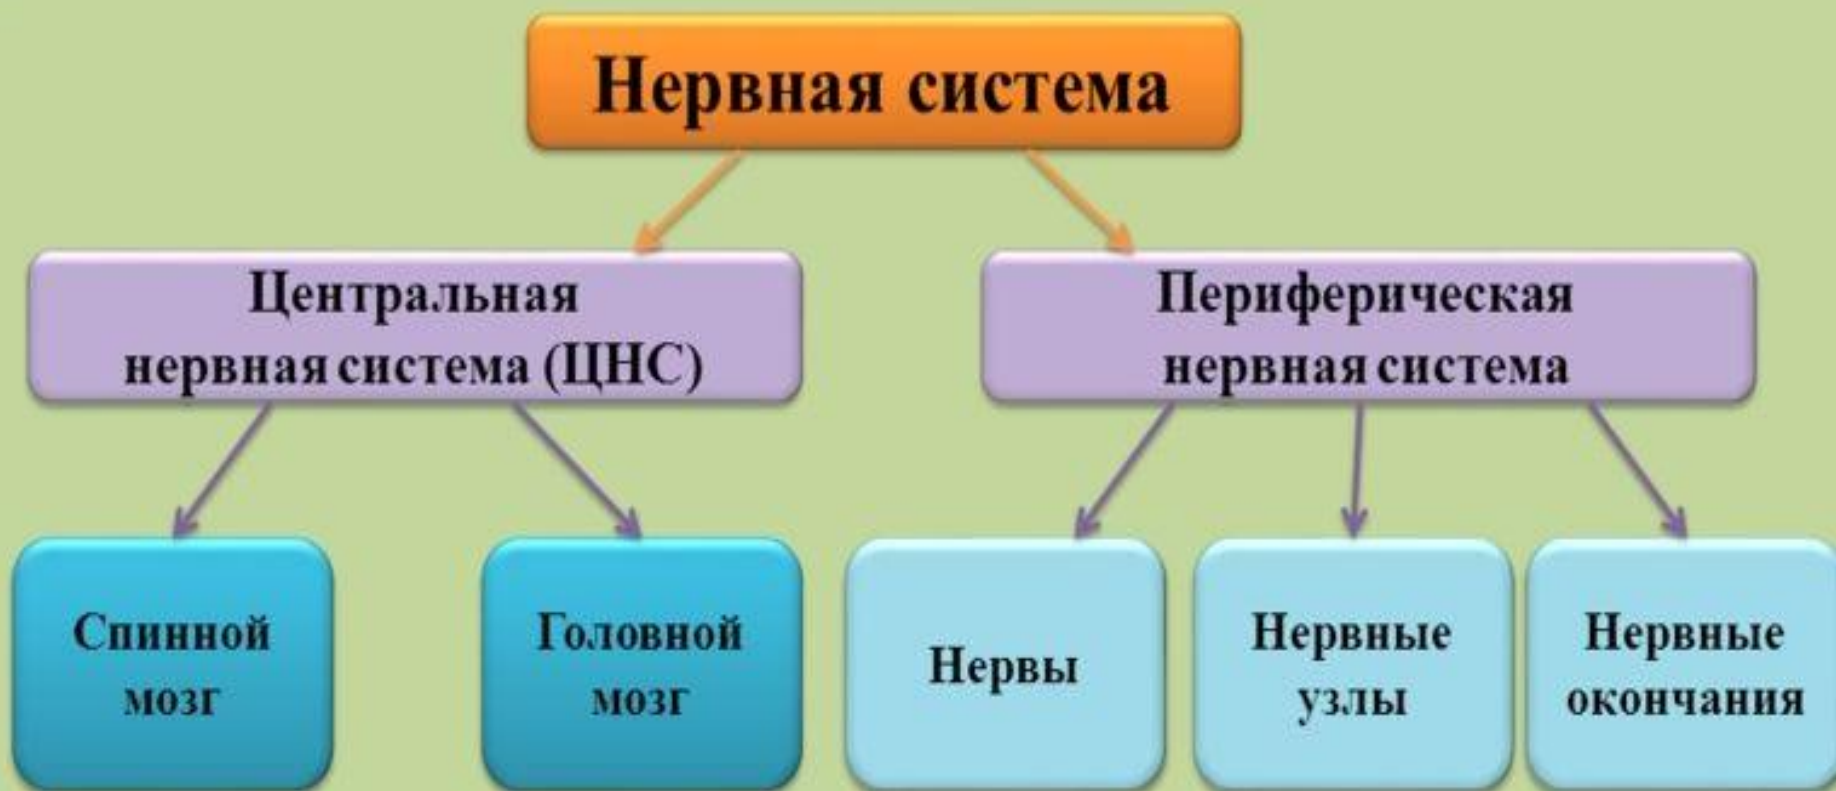 Нервная система
Центральная
нервная система (ЦНС)
Периферическая
нервная система
Спинной
мозг
Головной
мозг
Нервы
Нервные
узлы
Нервные
окончания